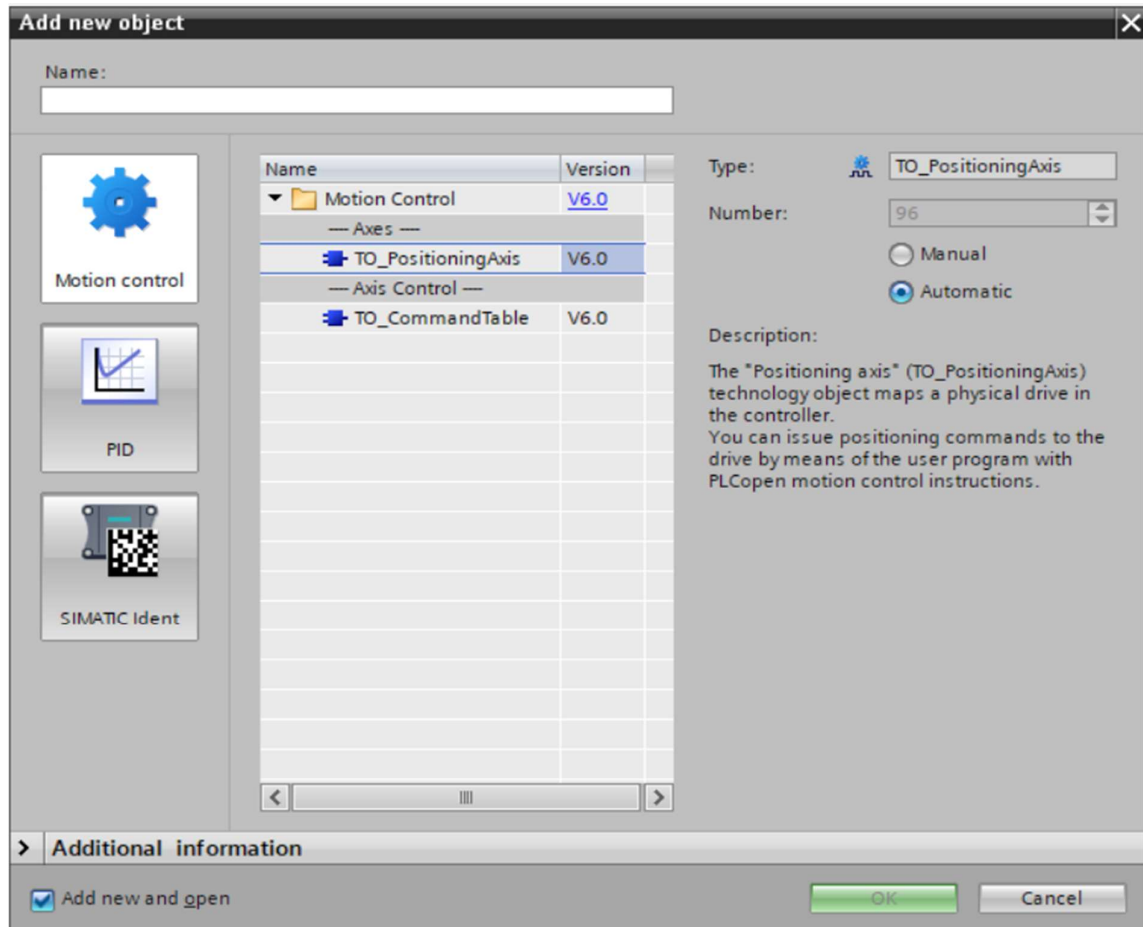 Add new object
Name:
Motion control
PID
SIMATIC Ident
Name Version
Motion Control V6.0
---- Axes ----
TO_PositioningAxis V6.0
---- Axis Control ----
TO_CommandTable V6.0
Type: TO_PositioningAxis
Number: 96
Manual
Automatic
Description:
The "Positioning axis" (TO_PositioningAxis)
technology object maps a physical drive in
the controller.
You can issue positioning commands to the
drive by means of the user program with
PLCopen motion control instructions.
Additional information
Add new and open
OK Cancel